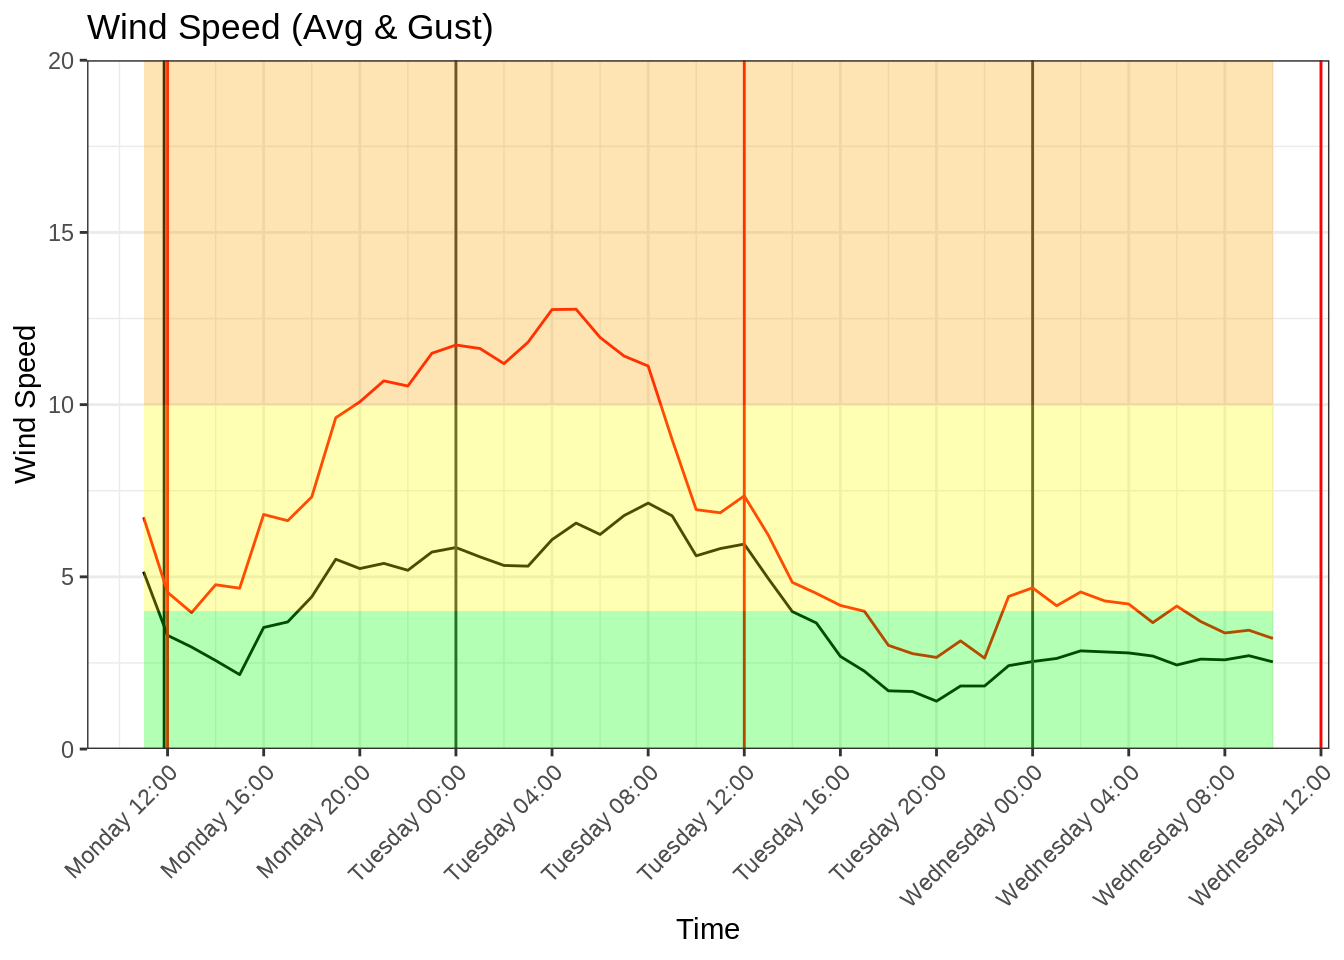 Wind Speed (Avg & Gust)
20
15
10
5
0
Wind Speed
Monday 12:00
Monday 16:00
Monday 20:00
Tuesday 00:00
Tuesday 04:00
Tuesday 08:00
Tuesday 12:00
Tuesday 16:00
Tuesday 20:00
Wednesday 00:00
Wednesday 04:00
Wednesday 08:00
Wednesday 12:00
Time